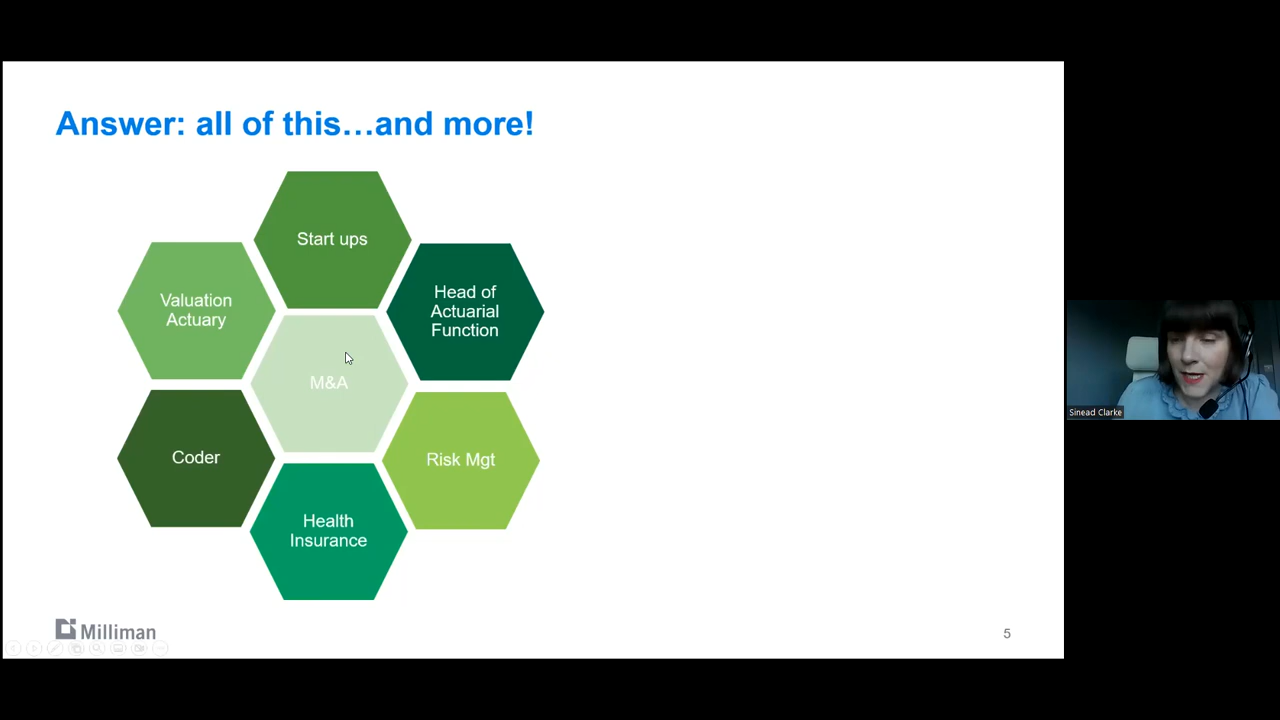 Answer: all of this…and more!
Start ups
Valuation
Actuary
Head of
Actuarial
Function
M&A
Coder
Risk Mgt
Health
Insurance
Milliman
5
Sinead Clarke